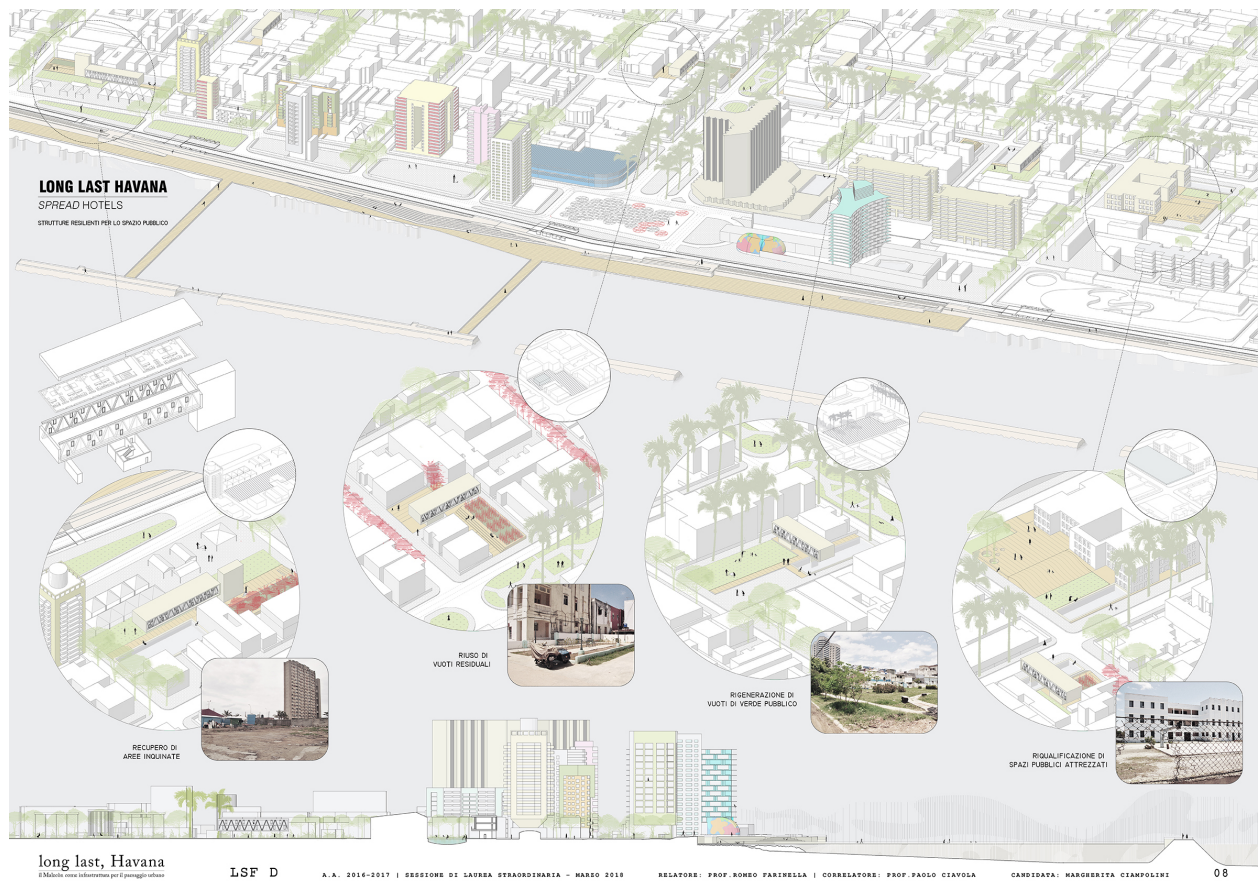 LONG LAST HAVANA
SPREAD HOTELS
STRUTTURE RESILIENTI PER LO SPAZIO PUBBLICO
RIUSO DI
VUOTI RESIDUALI
RIGENERAZIONE DI
VUOTI DI VERDE PUBBLICO
RECUPERO DI
AREE INQUINATE
RIQUALIFICAZIONE DI
SPAZI PUBBLICI ATTREZZATI
long last, Havana
il Malecón come infrastruttura per il paesaggio urbano
LSF D
A.A. 2016-2017 | SESSIONE DI LAUREA STRAORDINARIA - MARZO 2018
RELATORE: PROF.ROMEO FARINELLA | CORRELATORE: PROF.PAOLO CIAVOLA
CANDIDATA: MARGHERITA CIAMPOLINI
08